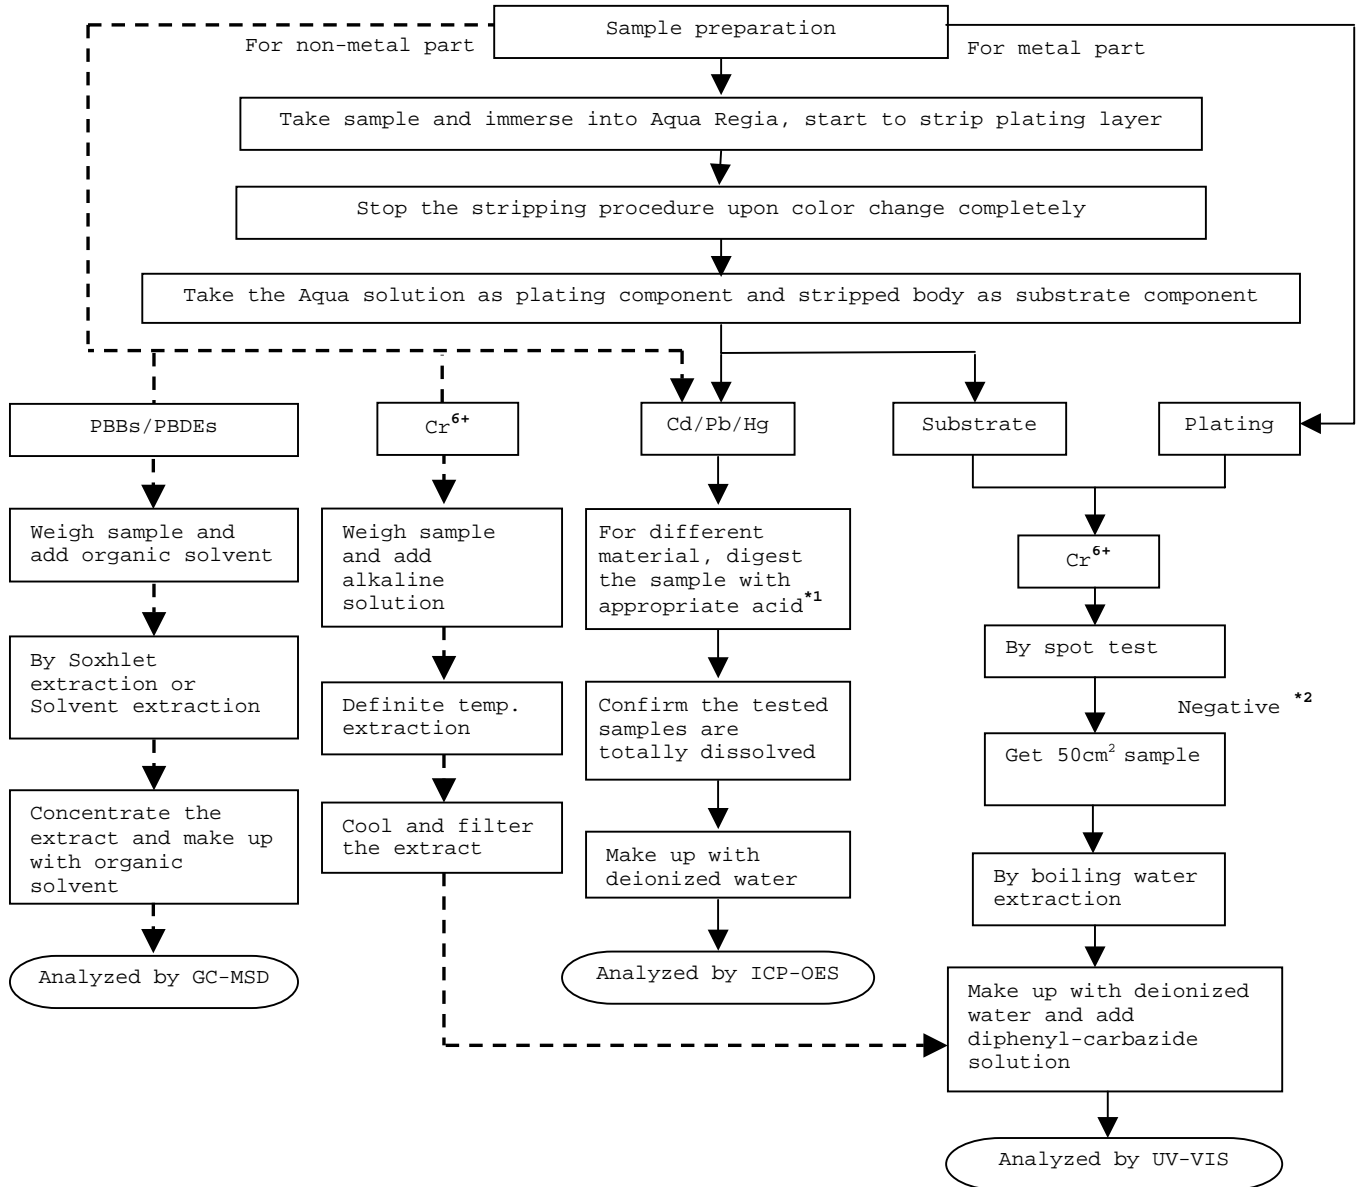 Sample preparation
For non-metal part
For metal part
Take sample and immerse into Aqua Regia, start to strip plating layer
Stop the stripping procedure upon color change completely
Take the Aqua solution as plating component and stripped body as substrate component
PBBs/PBDEs
Cr6+
Cd/Pb/Hg
Substrate
Plating
Weigh sample and
add organic solvent
Weigh sample
and add
alkaline
solution
For different
material, digest
the sample with
appropriate acid*1
Cr6+
By Soxhlet
extraction or
Solvent extraction
Definite temp.
extraction
Confirm the tested
samples are
totally dissolved
By spot test
Negative *2
Get 50cm2 sample
Concentrate the
extract and make up
with organic
solvent
Cool and filter
the extract
Make up with
deionized water
By boiling water
extraction
Analyzed by GC-MSD
Analyzed by ICP-OES
Make up with deionized
water and add
diphenyl-carbazide
solution
Analyzed by UV-VIS